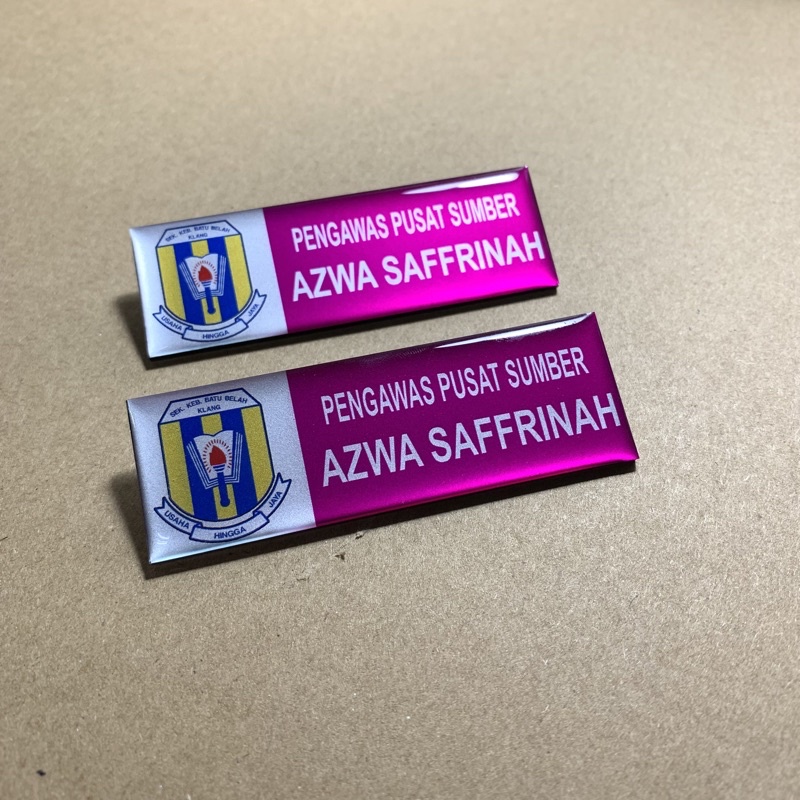 SEK. KEB. BATU BELAH
KLANG
USAHA HINGGA JAYA
PENGAWAS PUSAT SUMBER
AZWA SAFFRINAH
SEK. KEB. BATU BELAH
KLANG
USAHA HINGGA JAYA
PENGAWAS PUSAT SUMBER
AZWA SAFFRINAH